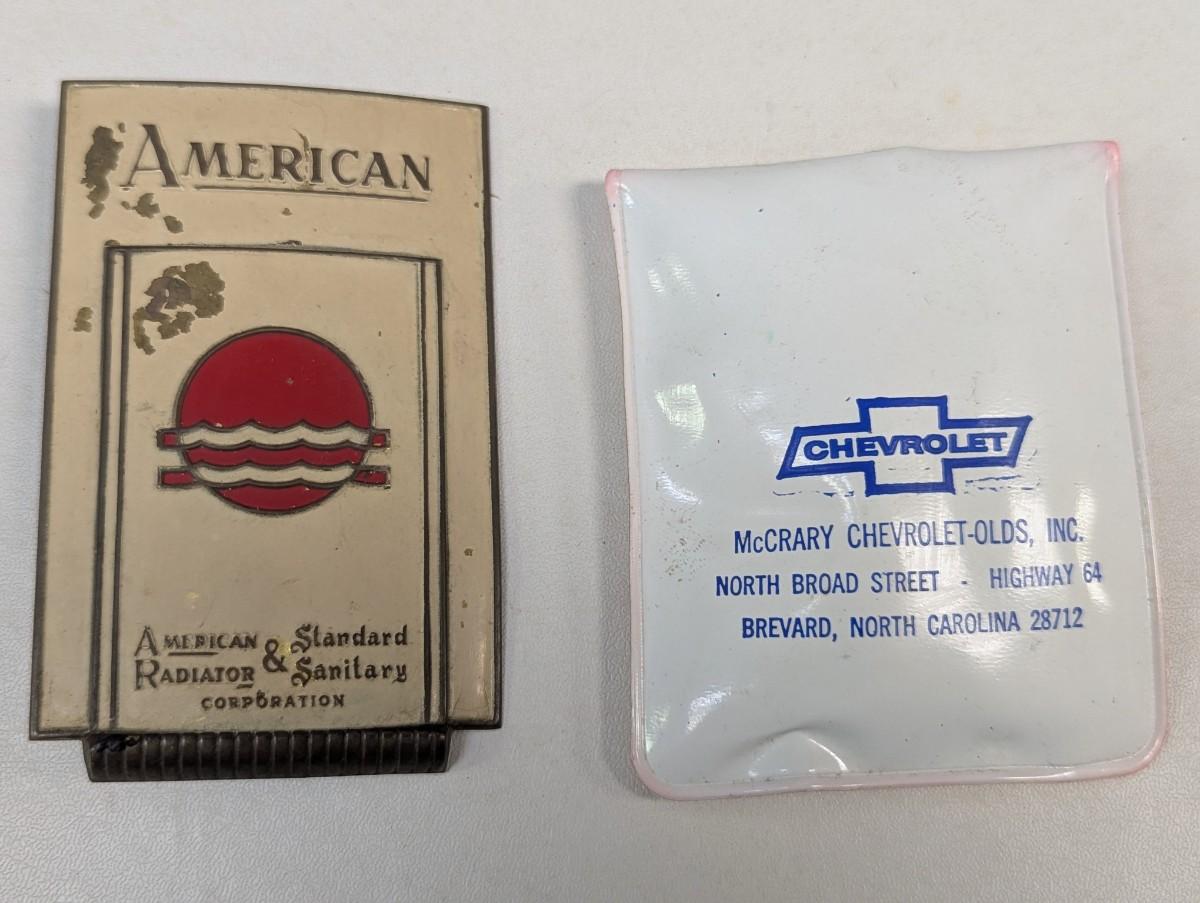 AMERICAN
AMERICAN & Standard
RADIATOR Sanitary
CORPORATION
CHEVROLET
McCRARY CHEVROLET-OLDS, INC.
NORTH BROAD STREET - HIGHWAY 64
BREVARD, NORTH CAROLINA 28712